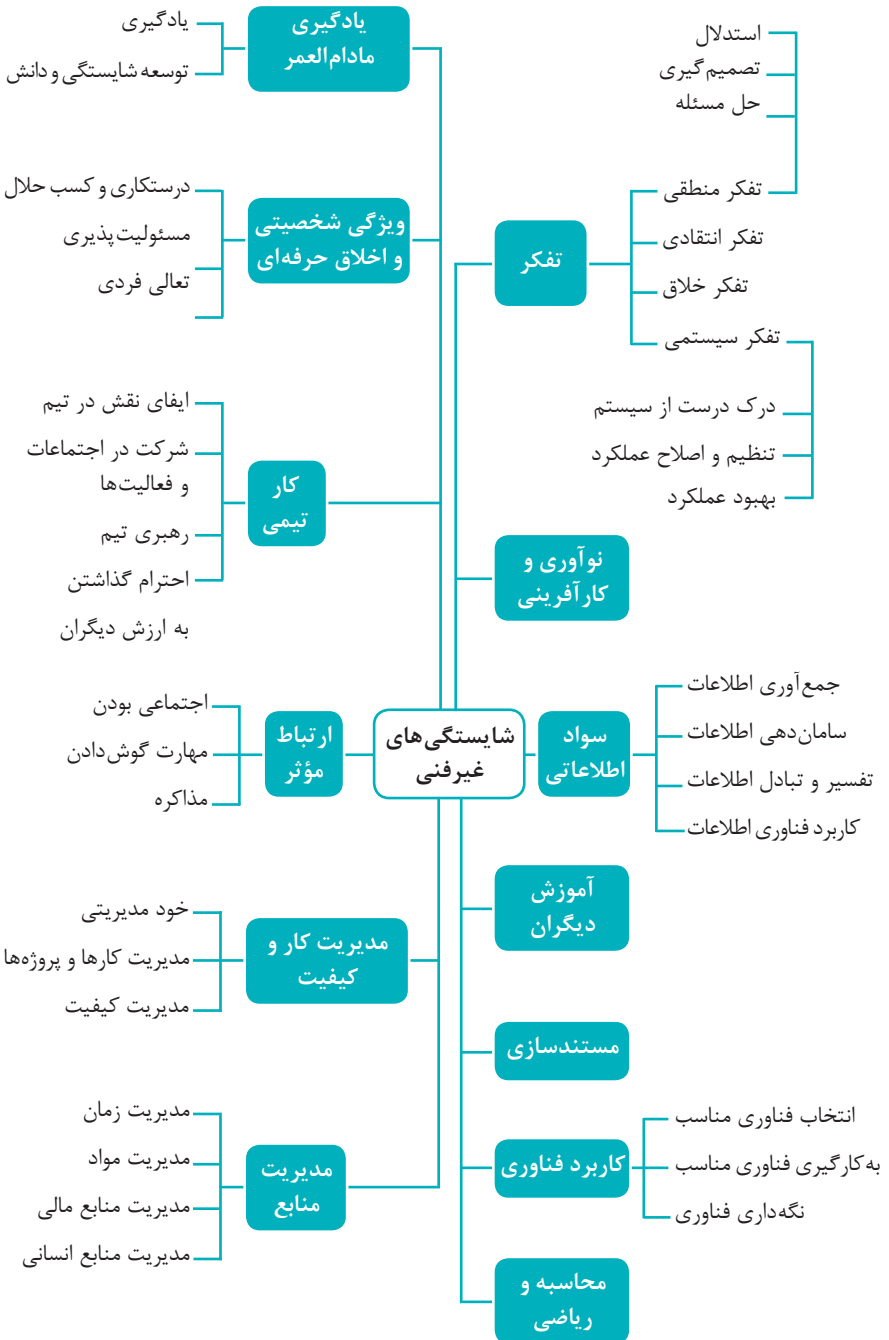 استدلال
تصمیم‌گیری
حل مسئله
تفکر منطقی
تفکر انتقادی
تفکر خلاق
تفکر سیستمی
تفکر
درک درست از سیستم
تنظیم و اصلاح عملکرد
بهبود عملکرد
نوآوری و
کارآفرینی
جمع‌آوری اطلاعات
سامان‌دهی اطلاعات
تفسیر و تبادل اطلاعات
کاربرد فناوری اطلاعات
سواد
اطلاعاتی
آموزش
دیگران
مستندسازی
انتخاب فناوری مناسب
به‌کارگیری فناوری مناسب
نگه‌داری فناوری
کاربرد فناوری
محاسبه و
ریاضی
شایستگی‌های
غیرفنی
یادگیری
مادام‌العمر
یادگیری
توسعه شایستگی و دانش
ویژگی شخصیتی
و اخلاق حرفه‌ای
درستکاری و کسب حلال
مسئولیت‌پذیری
تعالی فردی
کار
تیمی
ایفای نقش در تیم
شرکت در اجتماعات
و فعالیت‌ها
رهبری تیم
احترام گذاشتن
به ارزش دیگران
ارتباط
مؤثر
اجتماعی بودن
مهارت گوش‌دادن
مذاکره
مدیریت کار و
کیفیت
خود مدیریتی
مدیریت کارها و پروژه‌ها
مدیریت کیفیت
مدیریت
منابع
مدیریت زمان
مدیریت مواد
مدیریت منابع مالی
مدیریت منابع انسانی